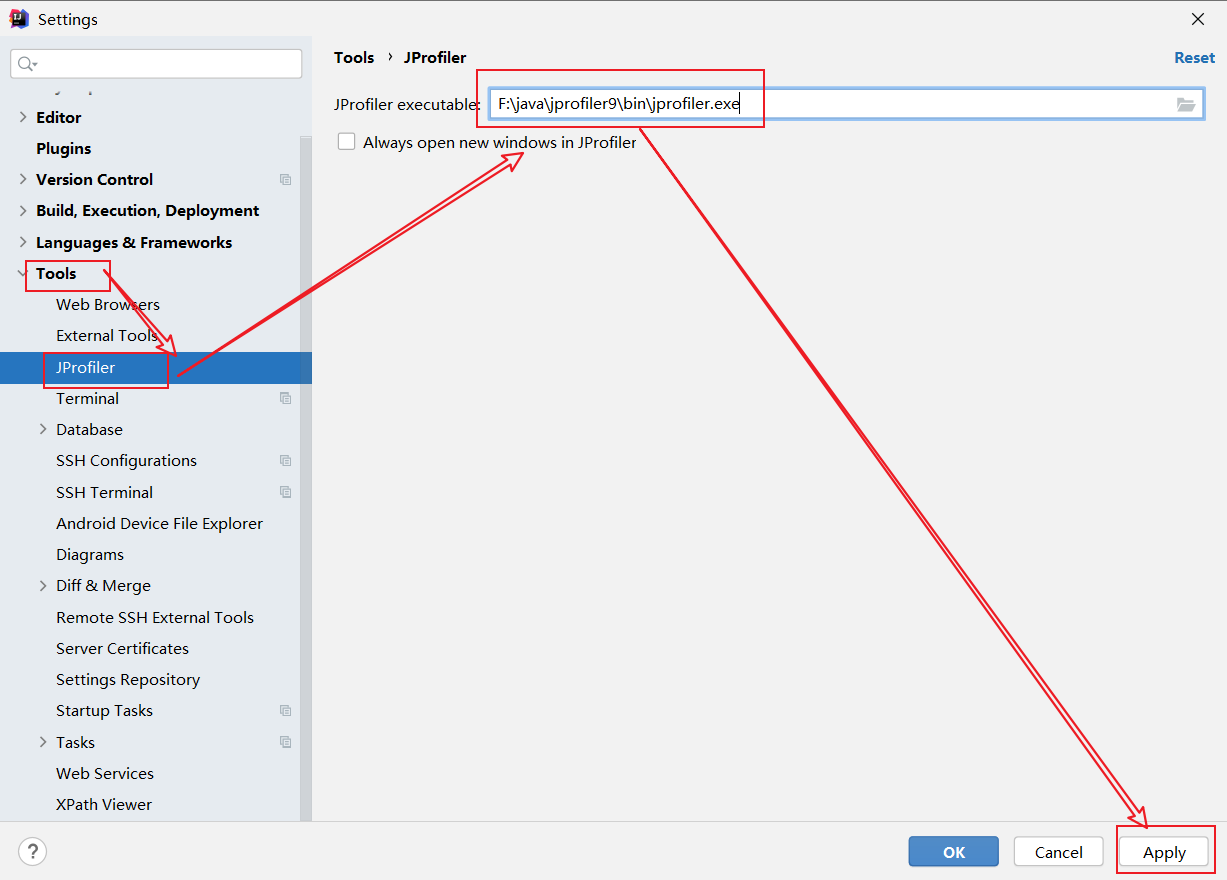 Settings
Editor
Plugins
Version Control
Build, Execution, Deployment
Languages & Frameworks
Tools
Web Browsers
External Tools
JProfiler
Terminal
Database
SSH Configurations
SSH Terminal
Android Device File Explorer
Diagrams
Diff & Merge
Remote SSH External Tools
Server Certificates
Settings Repository
Startup Tasks
Tasks
Web Services
XPath Viewer
Tools › JProfiler
Reset
JProfiler executable: F:\java\jprofiler9\bin\jprofiler.exe
Always open new windows in JProfiler
?
OK
Cancel
Apply